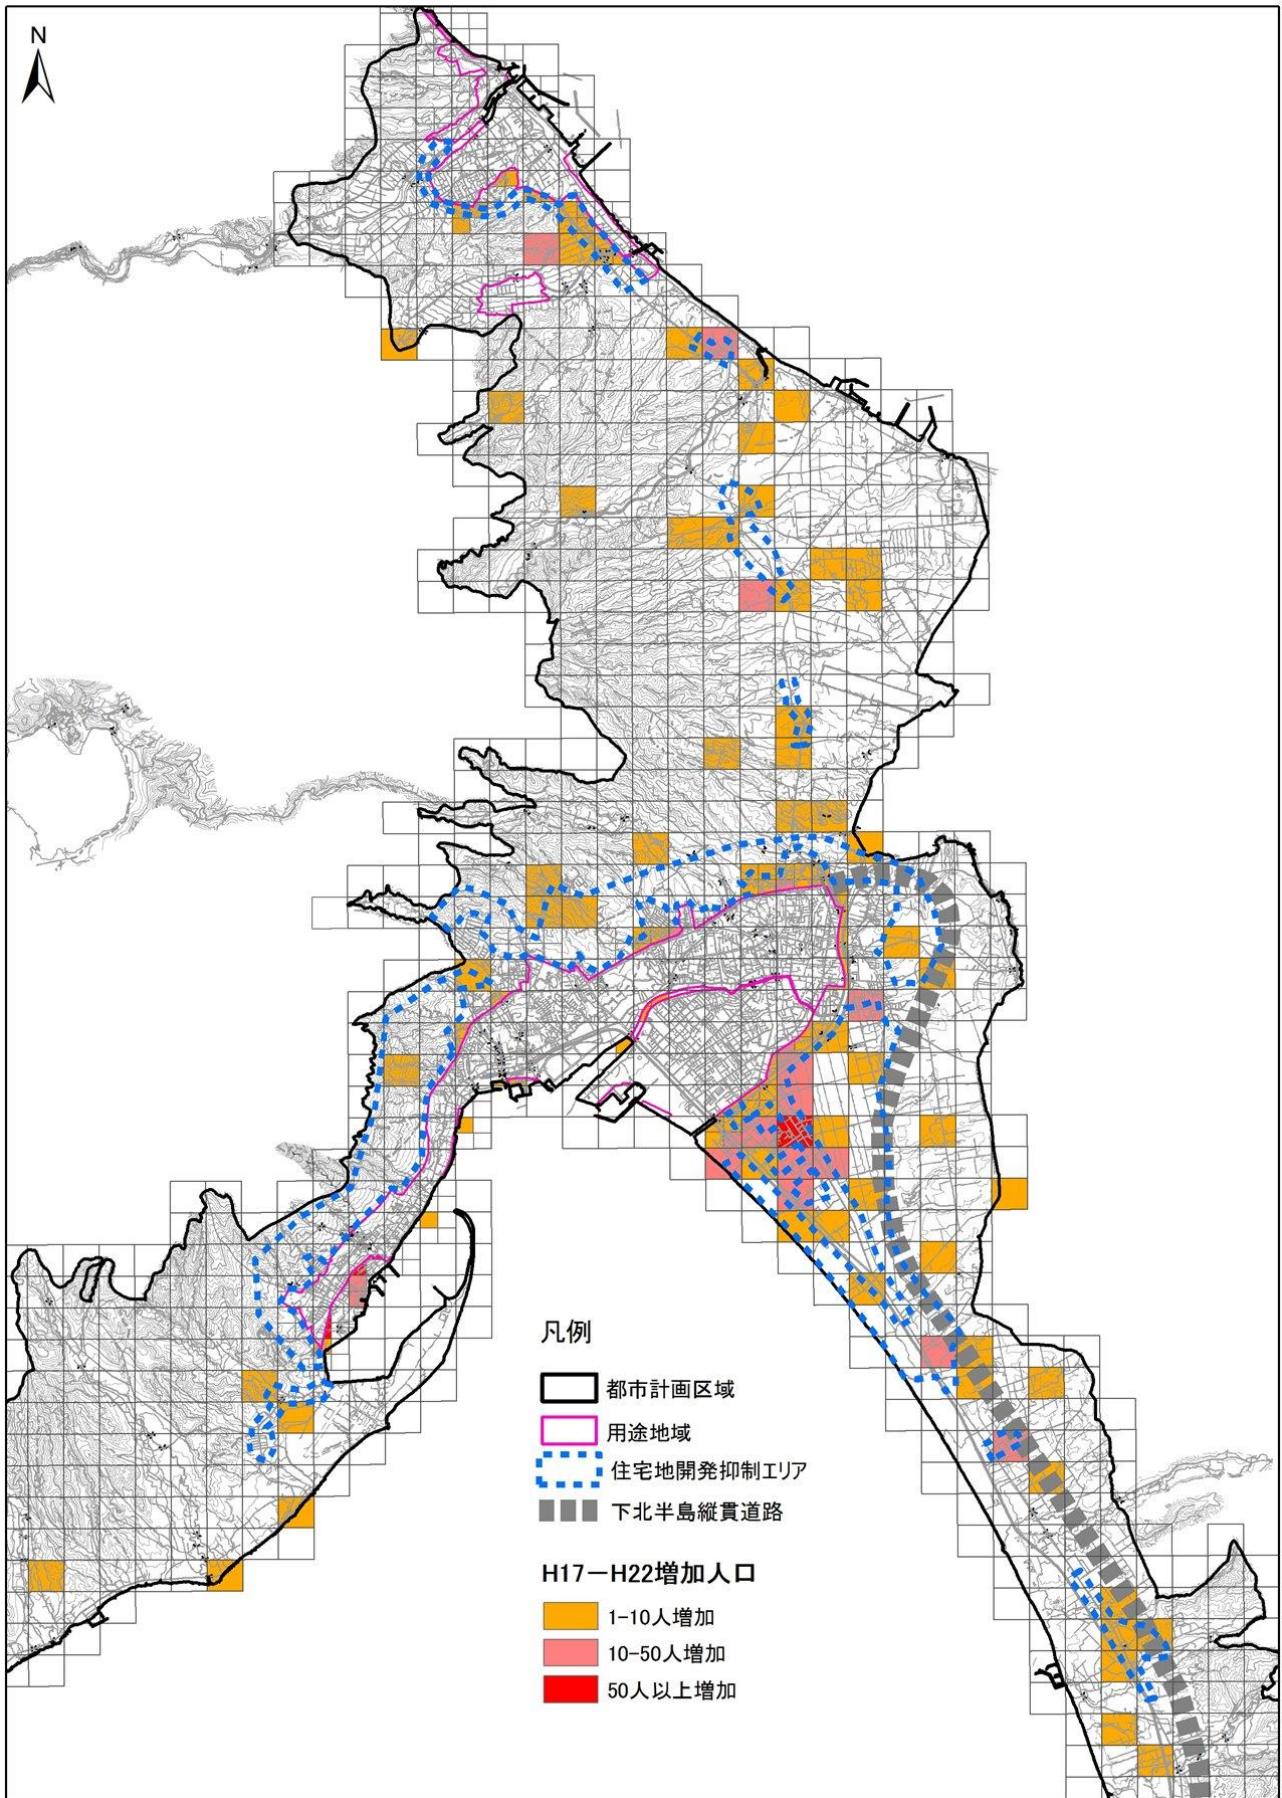 N
凡例
都市計画区域
用途地域
住宅地開発抑制エリア
下北半島縦貫道路
H17－H22増加人口
1-10人増加
10-50人増加
50人以上増加